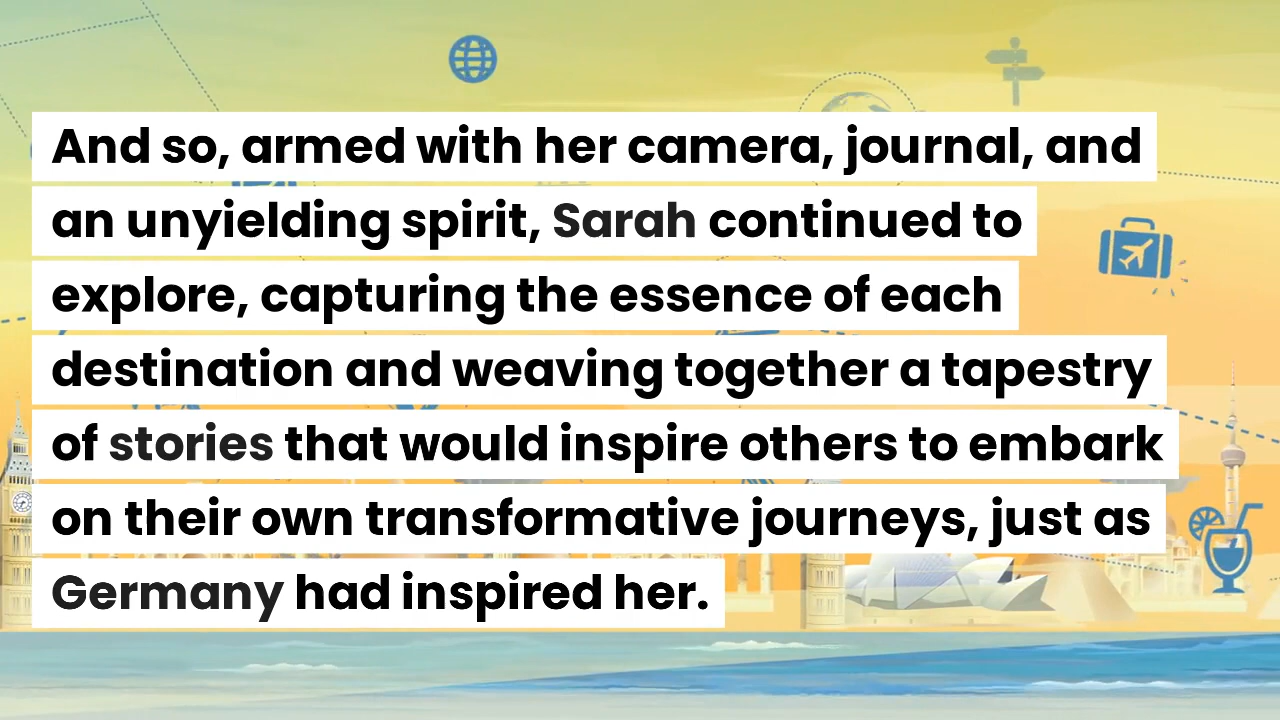 And so, armed with her camera, journal, and
an unyielding spirit, Sarah continued to
explore, capturing the essence of each
destination and weaving together a tapestry
of stories that would inspire others to embark
on their own transformative journeys, just as
Germany had inspired her.